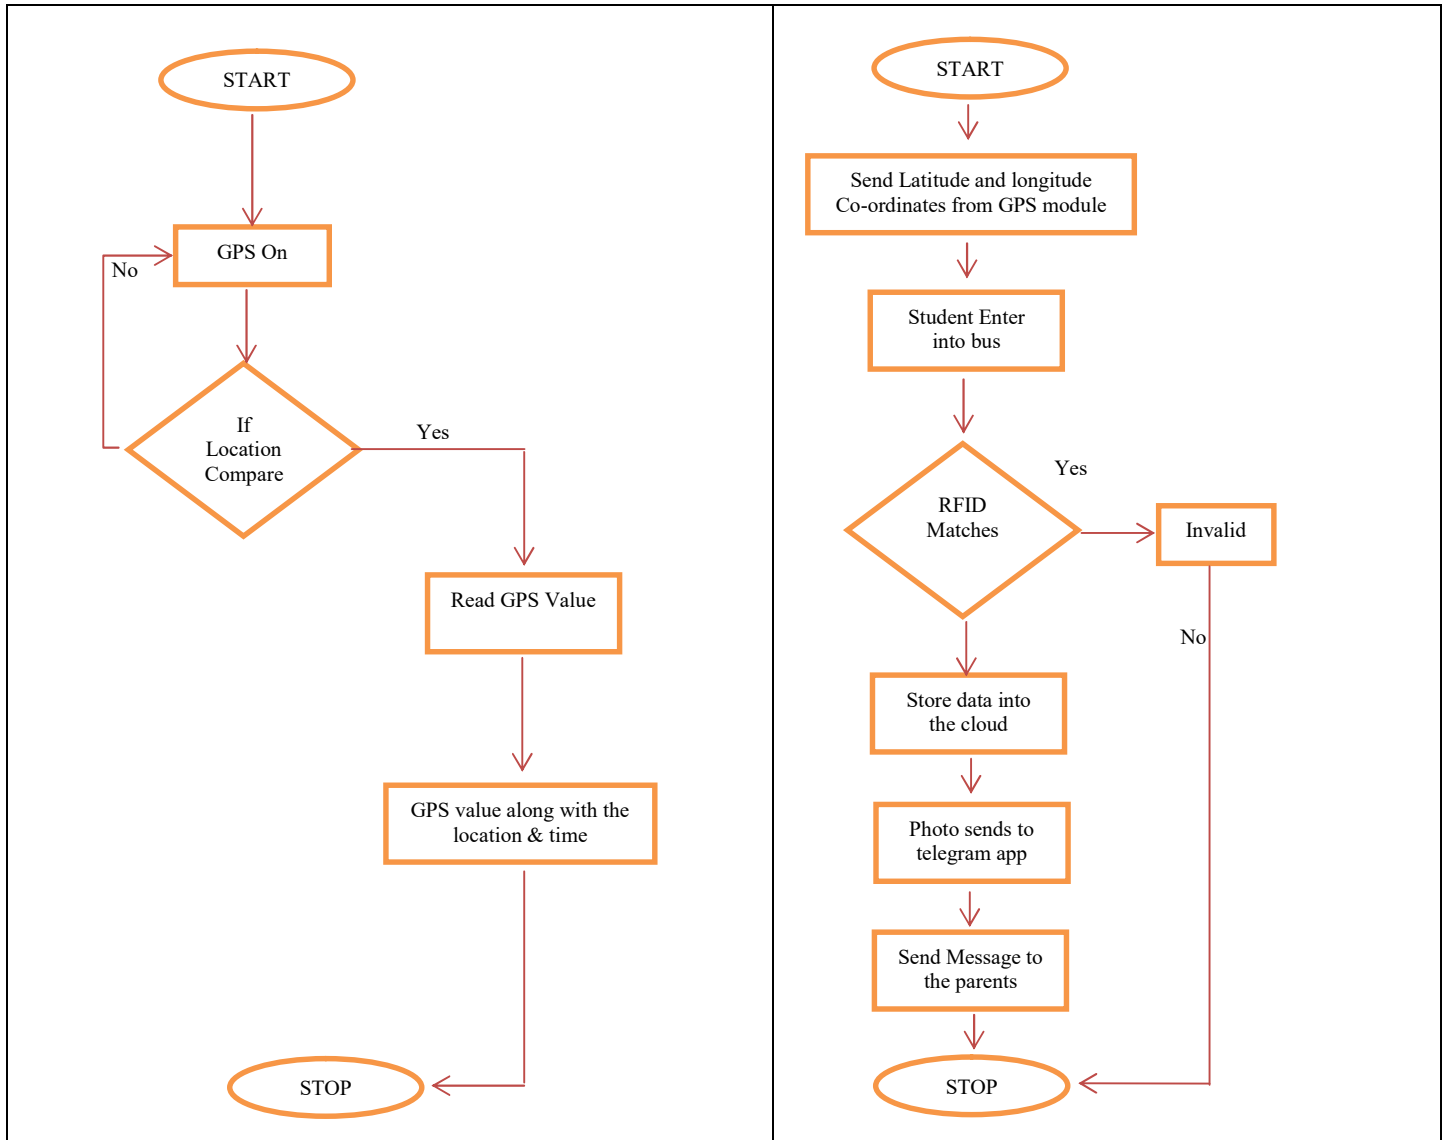 START
GPS On
No
If
Location
Compare
Yes
Read GPS Value
GPS value along with the
location & time
STOP
START
Send Latitude and longitude
Co-ordinates from GPS module
Student Enter
into bus
Yes
RFID
Matches
Invalid
No
Store data into
the cloud
Photo sends to
telegram app
Send Message to
the parents
STOP